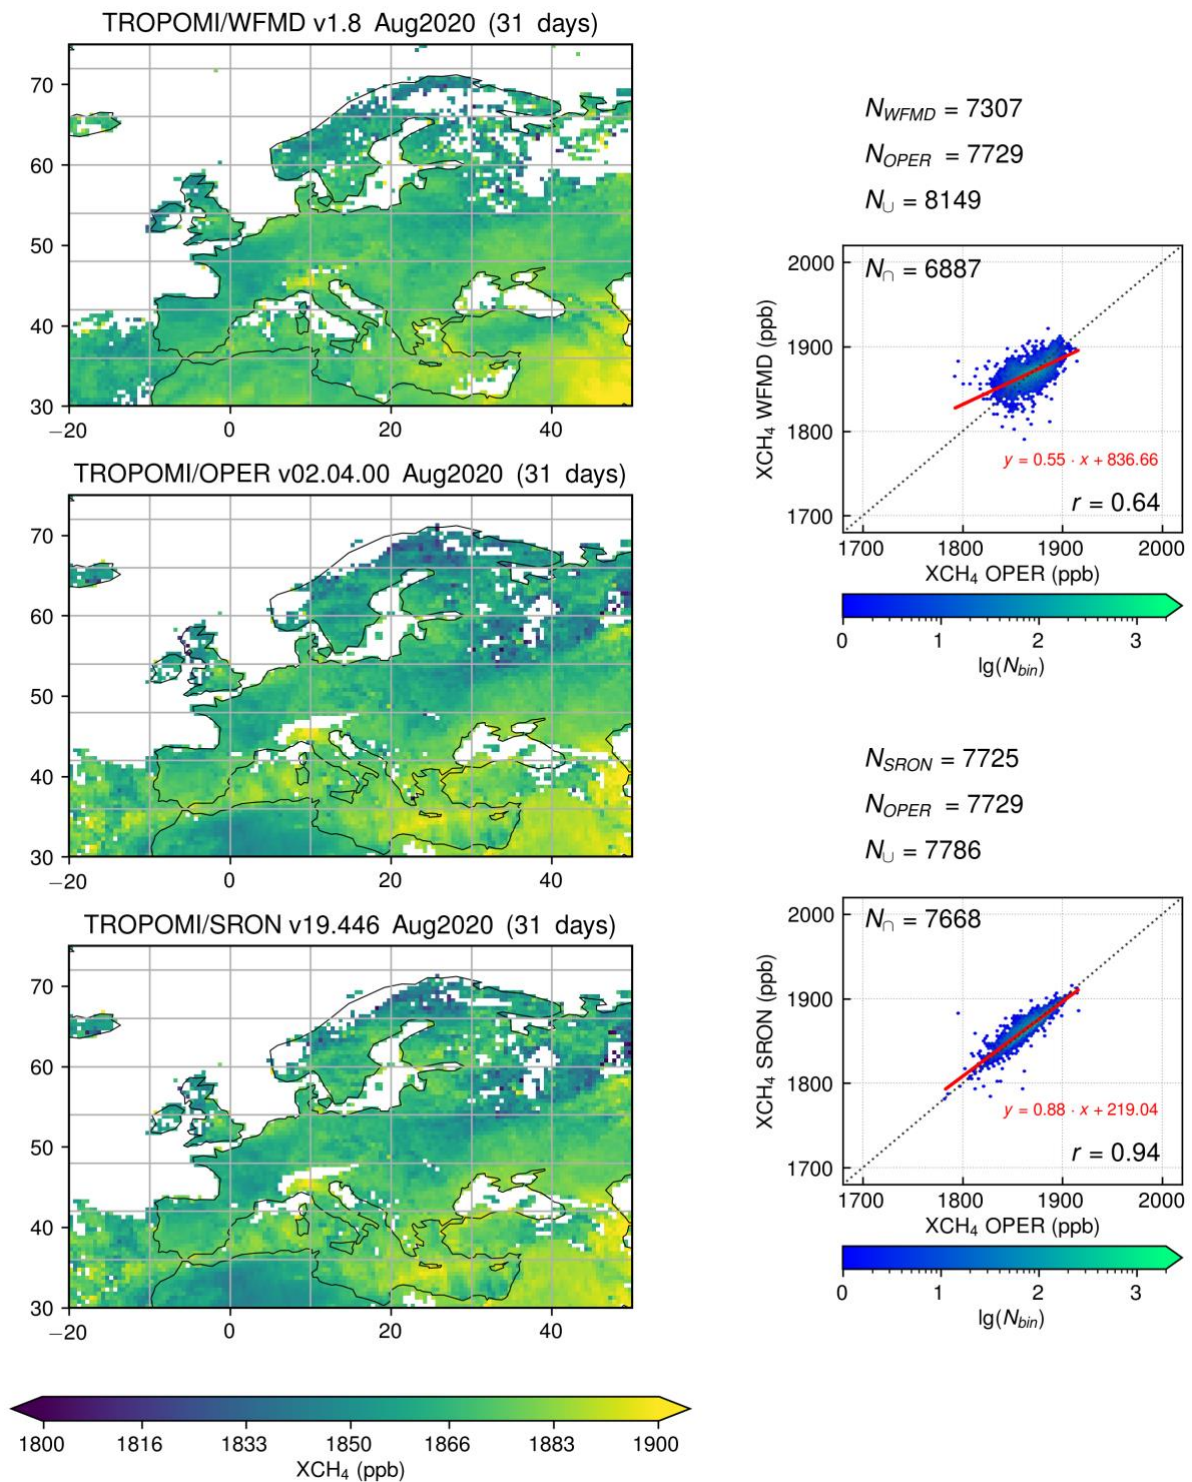 TROPOMI/WFMD v1.8 Aug2020 (31 days)
70
60
50
40
30
−20 0 20 40
TROPOMI/OPER v02.04.00 Aug2020 (31 days)
70
60
50
40
30
−20 0 20 40
TROPOMI/SRON v19.446 Aug2020 (31 days)
70
60
50
40
30
−20 0 20 40
1800 1816 1833 1850 1866 1883 1900
XCH₄ (ppb)
N_WFMD = 7307
N_OPER = 7729
N_∪ = 8149
N_∩ = 6887
2000
1900
1800
1700
XCH₄ WFMD (ppb)
y = 0.55 · x + 836.66
r = 0.64
1700 1800 1900 2000
XCH₄ OPER (ppb)
0 1 2 3
lg(N_bin)
N_SRON = 7725
N_OPER = 7729
N_∪ = 7786
N_∩ = 7668
2000
1900
1800
1700
XCH₄ SRON (ppb)
y = 0.88 · x + 219.04
r = 0.94
1700 1800 1900 2000
XCH₄ OPER (ppb)
0 1 2 3
lg(N_bin)